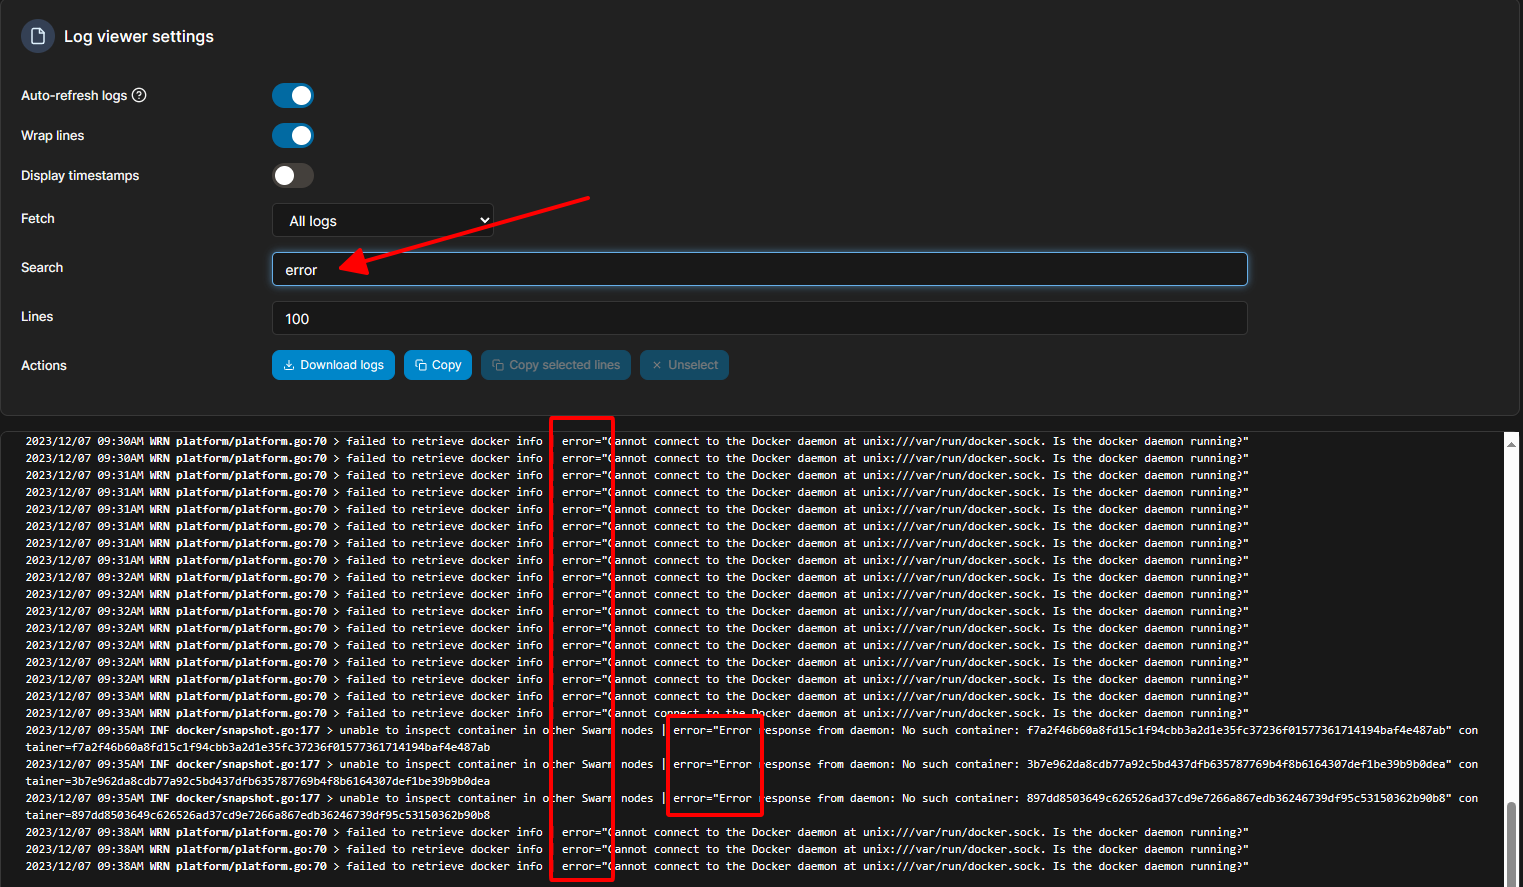 Log viewer settings
Auto-refresh logs
Wrap lines
Display timestamps
Fetch
All logs
Search
error
Lines
100
Actions
Download logs
Copy
Copy selected lines
Unselect
2023/12/07 09:30AM WRN platform/platform.go:70 > failed to retrieve docker info error="Cannot connect to the Docker daemon at unix:///var/run/docker.sock. Is the docker daemon running?"
2023/12/07 09:30AM WRN platform/platform.go:70 > failed to retrieve docker info error="Cannot connect to the Docker daemon at unix:///var/run/docker.sock. Is the docker daemon running?"
2023/12/07 09:31AM WRN platform/platform.go:70 > failed to retrieve docker info error="Cannot connect to the Docker daemon at unix:///var/run/docker.sock. Is the docker daemon running?"
2023/12/07 09:31AM WRN platform/platform.go:70 > failed to retrieve docker info error="Cannot connect to the Docker daemon at unix:///var/run/docker.sock. Is the docker daemon running?"
2023/12/07 09:31AM WRN platform/platform.go:70 > failed to retrieve docker info error="Cannot connect to the Docker daemon at unix:///var/run/docker.sock. Is the docker daemon running?"
2023/12/07 09:31AM WRN platform/platform.go:70 > failed to retrieve docker info error="Cannot connect to the Docker daemon at unix:///var/run/docker.sock. Is the docker daemon running?"
2023/12/07 09:31AM WRN platform/platform.go:70 > failed to retrieve docker info error="Cannot connect to the Docker daemon at unix:///var/run/docker.sock. Is the docker daemon running?"
2023/12/07 09:31AM WRN platform/platform.go:70 > failed to retrieve docker info error="Cannot connect to the Docker daemon at unix:///var/run/docker.sock. Is the docker daemon running?"
2023/12/07 09:32AM WRN platform/platform.go:70 > failed to retrieve docker info error="Cannot connect to the Docker daemon at unix:///var/run/docker.sock. Is the docker daemon running?"
2023/12/07 09:32AM WRN platform/platform.go:70 > failed to retrieve docker info error="Cannot connect to the Docker daemon at unix:///var/run/docker.sock. Is the docker daemon running?"
2023/12/07 09:32AM WRN platform/platform.go:70 > failed to retrieve docker info error="Cannot connect to the Docker daemon at unix:///var/run/docker.sock. Is the docker daemon running?"
2023/12/07 09:32AM WRN platform/platform.go:70 > failed to retrieve docker info error="Cannot connect to the Docker daemon at unix:///var/run/docker.sock. Is the docker daemon running?"
2023/12/07 09:32AM WRN platform/platform.go:70 > failed to retrieve docker info error="Cannot connect to the Docker daemon at unix:///var/run/docker.sock. Is the docker daemon running?"
2023/12/07 09:32AM WRN platform/platform.go:70 > failed to retrieve docker info error="Cannot connect to the Docker daemon at unix:///var/run/docker.sock. Is the docker daemon running?"
2023/12/07 09:32AM WRN platform/platform.go:70 > failed to retrieve docker info error="Cannot connect to the Docker daemon at unix:///var/run/docker.sock. Is the docker daemon running?"
2023/12/07 09:33AM WRN platform/platform.go:70 > failed to retrieve docker info error="Cannot connect to the Docker daemon at unix:///var/run/docker.sock. Is the docker daemon running?"
2023/12/07 09:33AM WRN platform/platform.go:70 > failed to retrieve docker info error="Cannot connect to the Docker daemon at unix:///var/run/docker.sock. Is the docker daemon running?"
2023/12/07 09:35AM INF docker/snapshot.go:177 > unable to inspect container in other Swarm nodes | error="Error response from daemon: No such container: f7a2f46b60a8fd15c1f94cbb3a2d1e35fc37236f01577361714194baf4e487ab" con
tainer=f7a2f46b60a8fd15c1f94cbb3a2d1e35fc37236f01577361714194baf4e487ab
2023/12/07 09:35AM INF docker/snapshot.go:177 > unable to inspect container in other Swarm nodes | error="Error response from daemon: No such container: 3b7e962da8cdb77a92c5bd437dfb635787769b4f8b6164307def1be39b9b0dea" con
tainer=3b7e962da8cdb77a92c5bd437dfb635787769b4f8b6164307def1be39b9b0dea
2023/12/07 09:35AM INF docker/snapshot.go:177 > unable to inspect container in other Swarm nodes | error="Error response from daemon: No such container: 897dd8503649c626526ad37cd9e7266a867edb36246739df95c53150362b90b8" con
tainer=897dd8503649c626526ad37cd9e7266a867edb36246739df95c53150362b90b8
2023/12/07 09:38AM WRN platform/platform.go:70 > failed to retrieve docker info error="Cannot connect to the Docker daemon at unix:///var/run/docker.sock. Is the docker daemon running?"
2023/12/07 09:38AM WRN platform/platform.go:70 > failed to retrieve docker info error="Cannot connect to the Docker daemon at unix:///var/run/docker.sock. Is the docker daemon running?"
2023/12/07 09:38AM WRN platform/platform.go:70 > failed to retrieve docker info error="Cannot connect to the Docker daemon at unix:///var/run/docker.sock. Is the docker daemon running?"